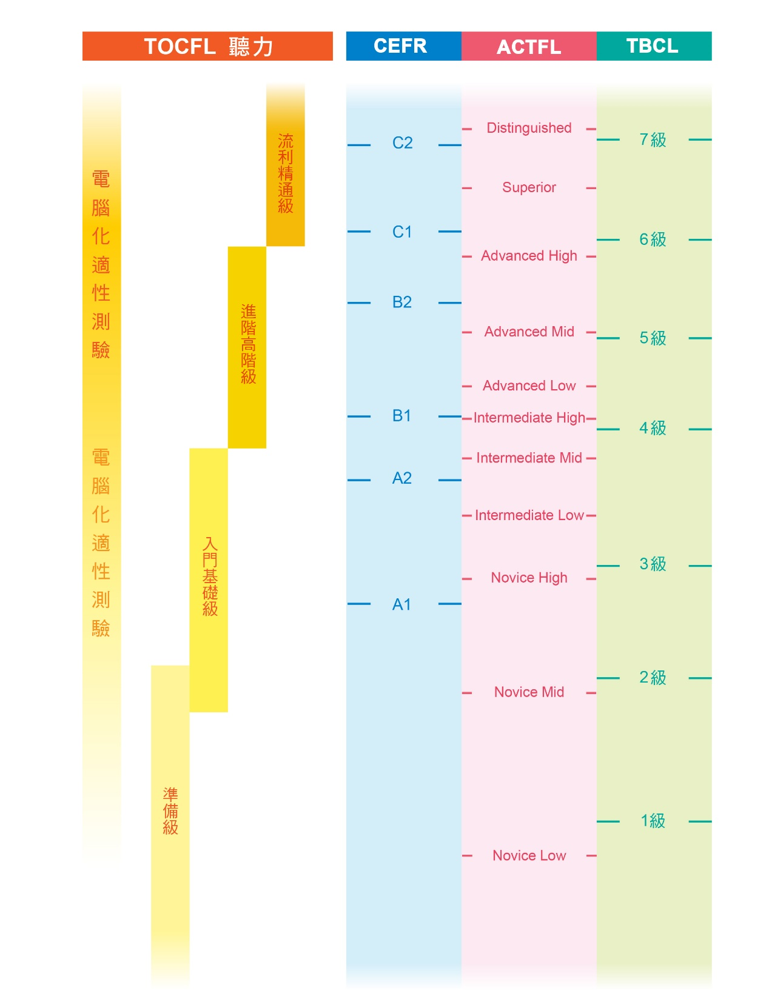 TOCFL 聽力
CEFR
ACTFL
TBCL
電腦化適性測驗
電腦化適性測驗
流利精通級
進階高階級
入門基礎級
準備級
C2
C1
B2
B1
A2
A1
Distinguished
Superior
Advanced High
Advanced Mid
Advanced Low
Intermediate High
Intermediate Mid
Intermediate Low
Novice High
Novice Mid
Novice Low
7級
6級
5級
4級
3級
2級
1級